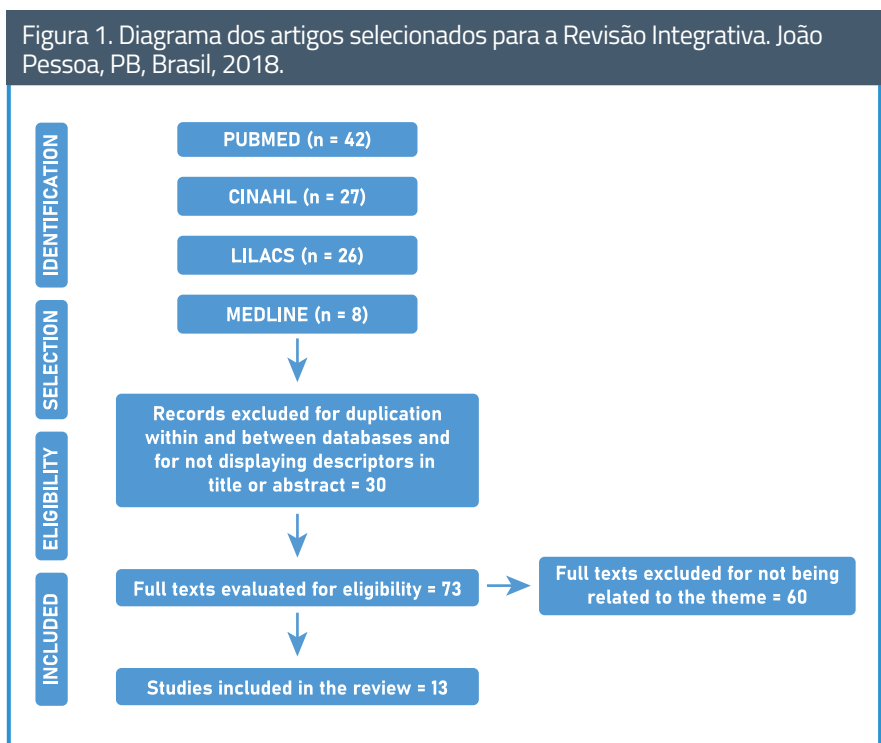 Figura 1. Diagrama dos artigos selecionados para a Revisão Integrativa. João
Pessoa, PB, Brasil, 2018.
IDENTIFICATION
PUBMED (n = 42)
CINAHL (n = 27)
LILACS (n = 26)
SELECTION
MEDLINE (n = 8)
Records excluded for duplication
within and between databases and
for not displaying descriptors in
title or abstract = 30
ELIGIBILITY
Full texts evaluated for eligibility = 73
Full texts excluded for not being
related to the theme = 60
INCLUDED
Studies included in the review = 13